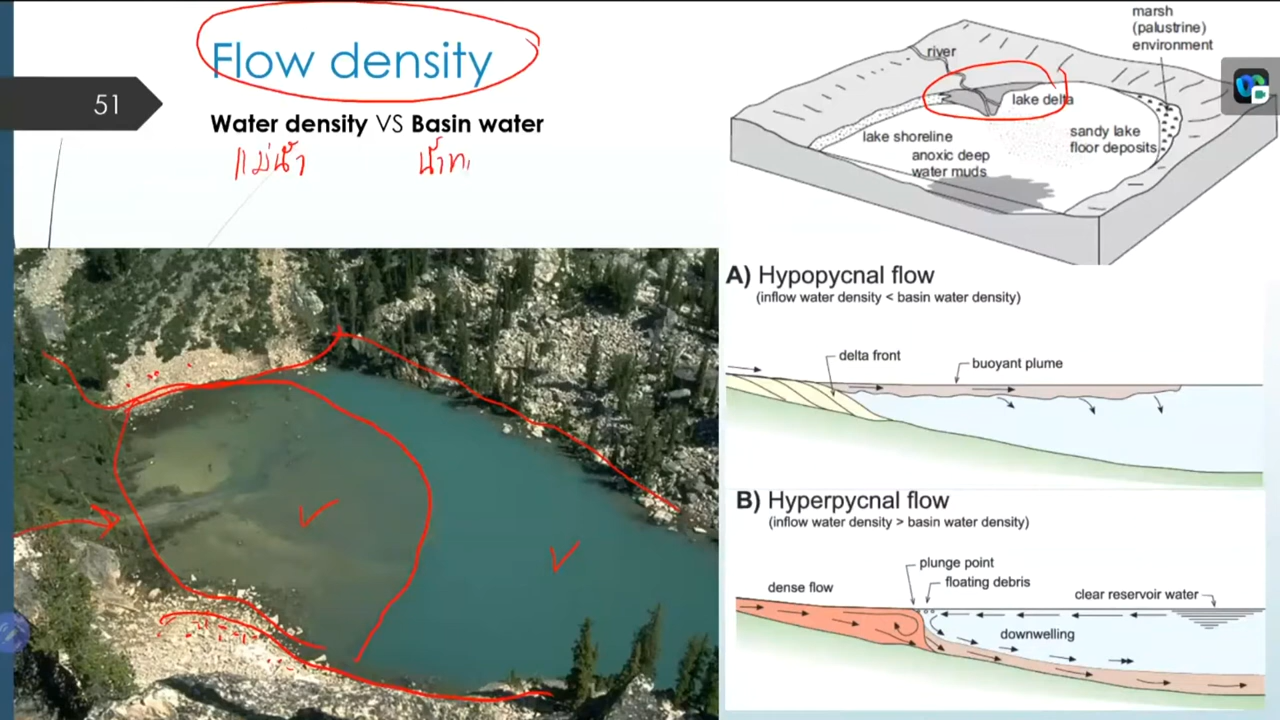 Flow density
51
Water density VS Basin water
แม่น้ำ
น้ำท
marsh
(palustrine)
environment
river
lake delta
lake shoreline
sandy lake
floor deposits
anoxic deep
water muds
A) Hypopycnal flow
(inflow water density < basin water density)
delta front
buoyant plume
B) Hyperpycnal flow
(inflow water density > basin water density)
plunge point
floating debris
dense flow
clear reservoir water
downwelling